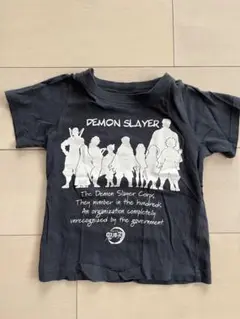 DEMON SLAYER
The Demon Slayer Corps.
They number in the hundreds.
An organization completely
unrecognized by the government.